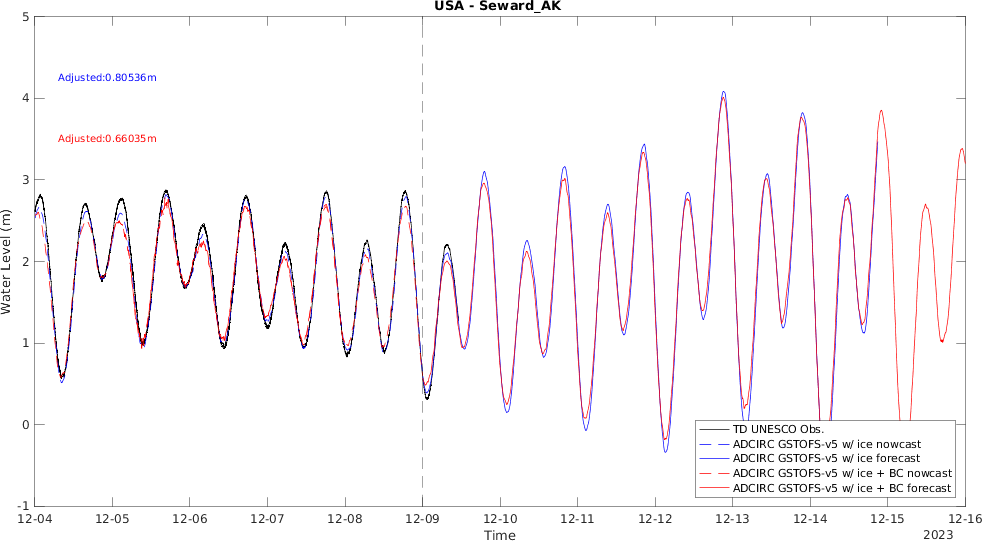 USA - Seward_AK
5
4
3
2
1
0
-1
Water Level (m)
Adjusted:0.80536m
Adjusted:0.66035m
TD UNESCO Obs.
ADCIRC GSTOFS-v5 w/ ice nowcast
ADCIRC GSTOFS-v5 w/ ice forecast
ADCIRC GSTOFS-v5 w/ ice + BC nowcast
ADCIRC GSTOFS-v5 w/ ice + BC forecast
12-04 12-05 12-06 12-07 12-08 12-09 12-10 12-11 12-12 12-13 12-14 12-15 12-16
Time
2023